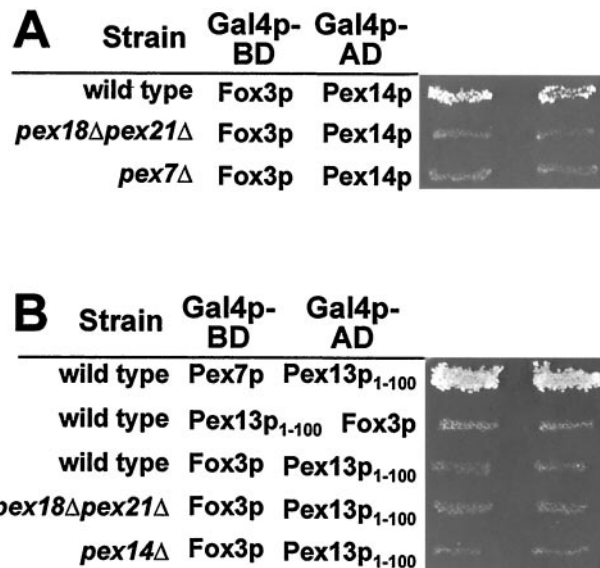 A Strain Gal4p-BD Gal4p-AD
wild type Fox3p Pex14p
pex18Δpex21Δ Fox3p Pex14p
pex7Δ Fox3p Pex14p
B Strain Gal4p-BD Gal4p-AD
wild type Pex7p Pex13p1-100
wild type Pex13p1-100 Fox3p
wild type Fox3p Pex13p1-100
pex18Δpex21Δ Fox3p Pex13p1-100
pex14Δ Fox3p Pex13p1-100